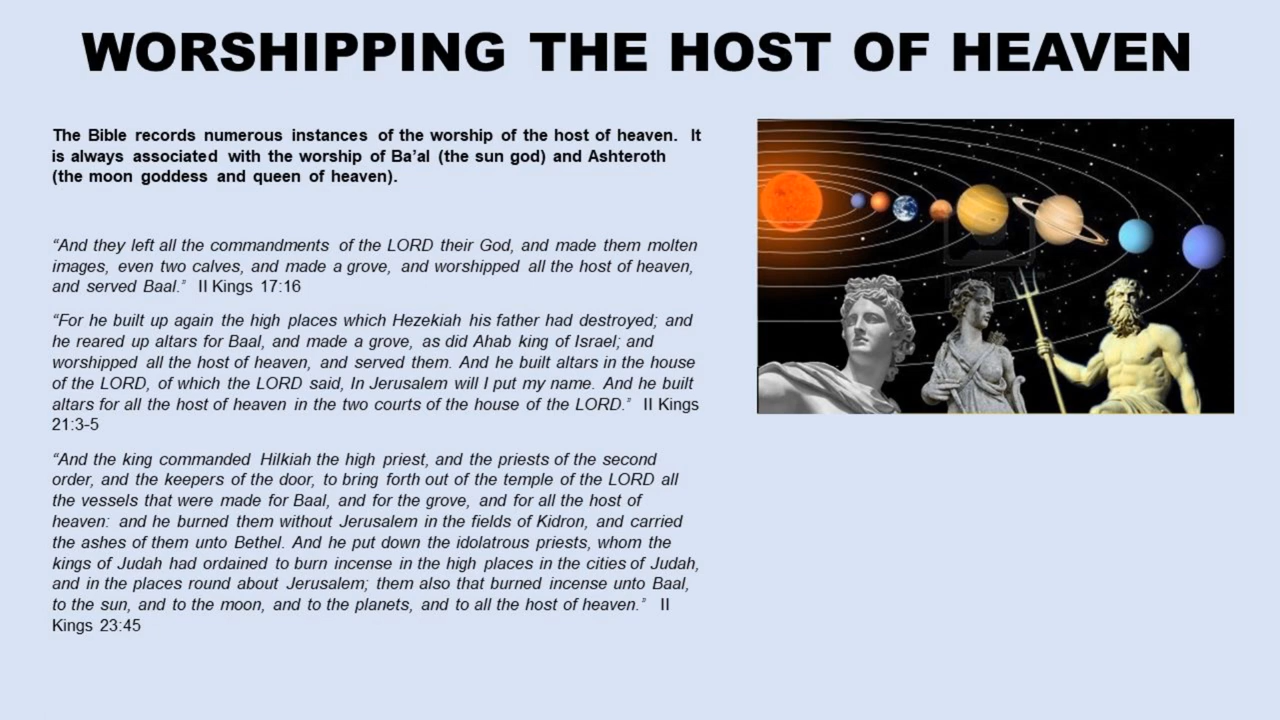 WORSHIPPING THE HOST OF HEAVEN
The Bible records numerous instances of the worship of the host of heaven. It
is always associated with the worship of Ba’al (the sun god) and Ashteroth
(the moon goddess and queen of heaven).
“And they left all the commandments of the LORD their God, and made them molten
images, even two calves, and made a grove, and worshipped all the host of heaven,
and served Baal.” II Kings 17:16
“For he built up again the high places which Hezekiah his father had destroyed; and
he reared up altars for Baal, and made a grove, as did Ahab king of Israel; and
worshipped all the host of heaven, and served them. And he built altars in the house
of the LORD, of which the LORD said, In Jerusalem will I put my name. And he built
altars for all the host of heaven in the two courts of the house of the LORD.” II Kings
21:3-5
“And the king commanded Hilkiah the high priest, and the priests of the second
order, and the keepers of the door, to bring forth out of the temple of the LORD all
the vessels that were made for Baal, and for the grove, and for all the host of
heaven: and he burned them without Jerusalem in the fields of Kidron, and carried
the ashes of them unto Bethel. And he put down the idolatrous priests, whom the
kings of Judah had ordained to burn incense in the high places in the cities of Judah,
and in the places round about Jerusalem; them also that burned incense unto Baal,
to the sun, and to the moon, and to the planets, and to all the host of heaven.” II
Kings 23:45